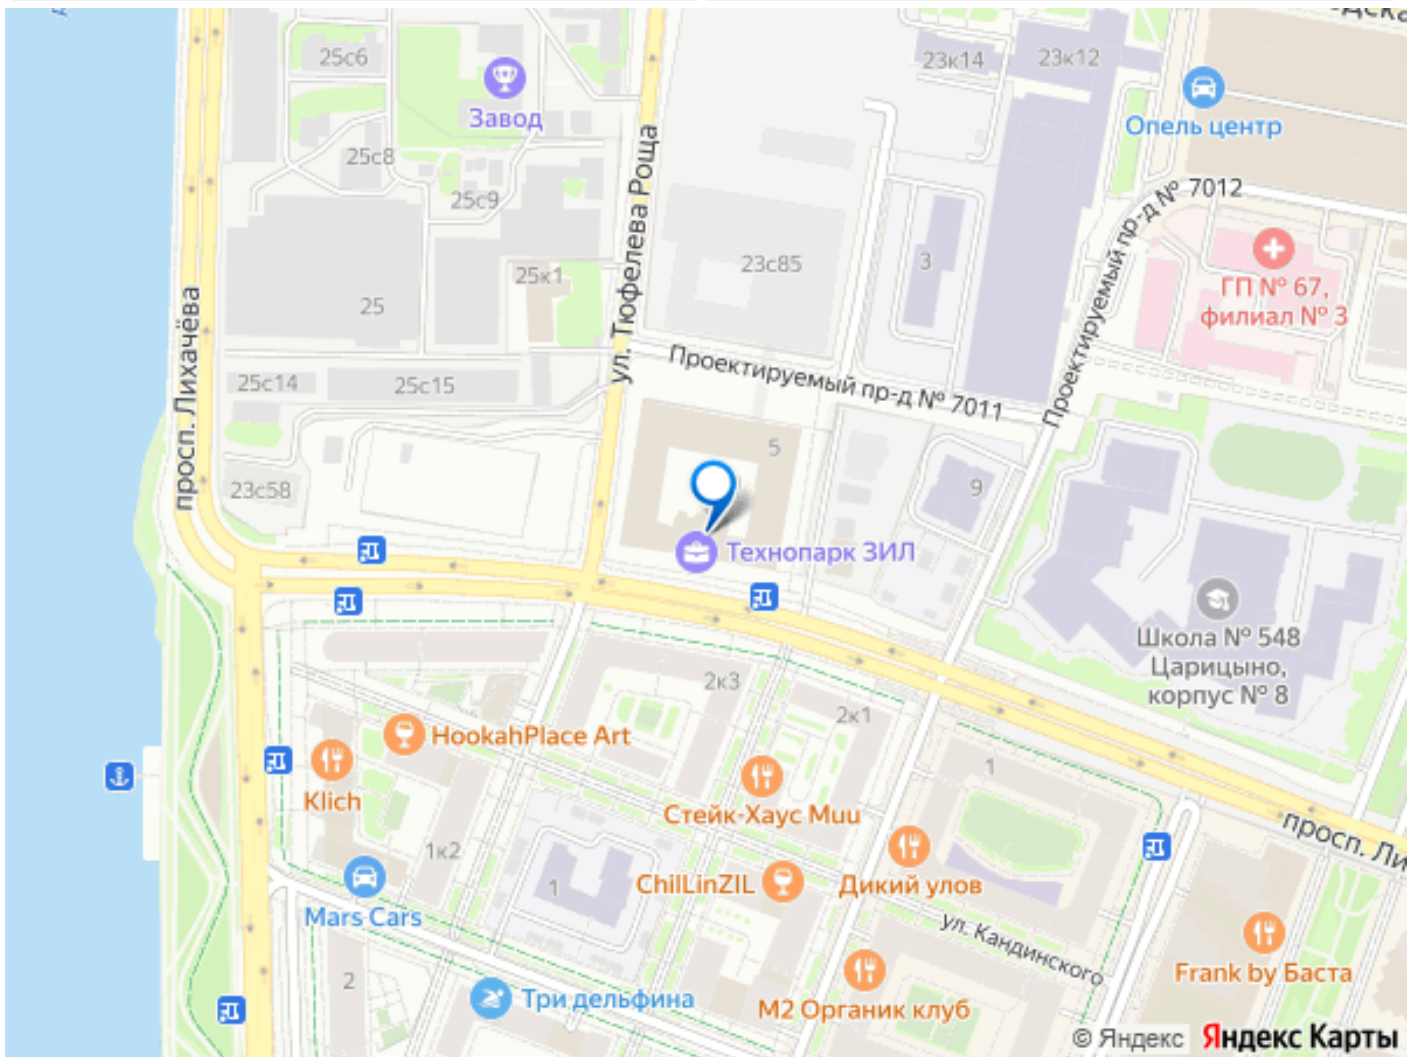 25с6
Завод
23к14
23к12
Опель центр
25с8
25с9
ул. Тюфелева Роща
Проектируемый пр-д № 7012
25к1
25
23с85
3
ГП № 67,
филиал № 3
просп. Лихачёва
25с14
25с15
Проектируемый пр-д № 7011
23с58
5
9
Технопарк ЗИЛ
Школа № 548
Царицыно,
корпус № 8
2к3
2к1
HookahPlace Art
Klich
Стейк-Хаус Muu
1
просп. Ли
1к2
1
ChilLinZIL
Дикий улов
Mars Cars
ул. Кандинского
Frank by Баста
2
Три дельфина
М2 Органик клуб
© Яндекс Яндекс Карты